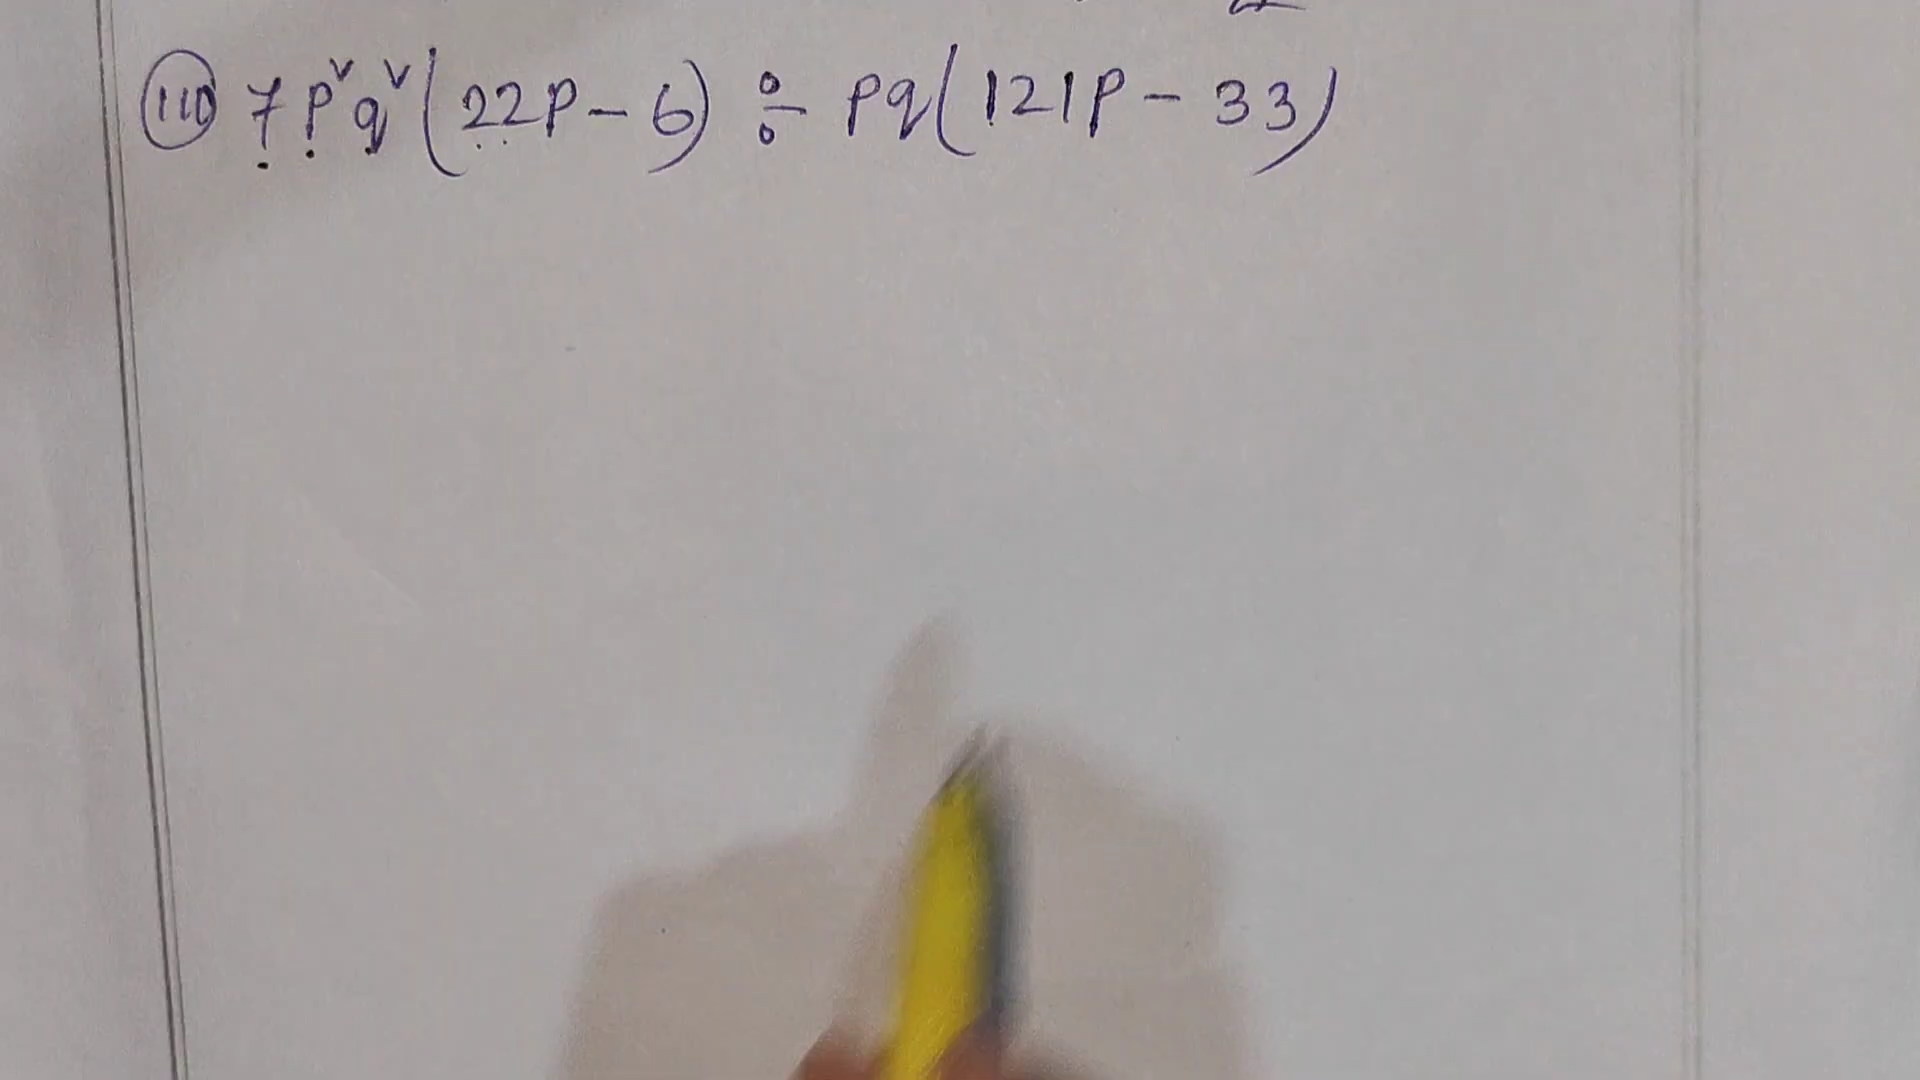 (110) 7p²q²(22p - 6) ÷ pq(121p - 33)